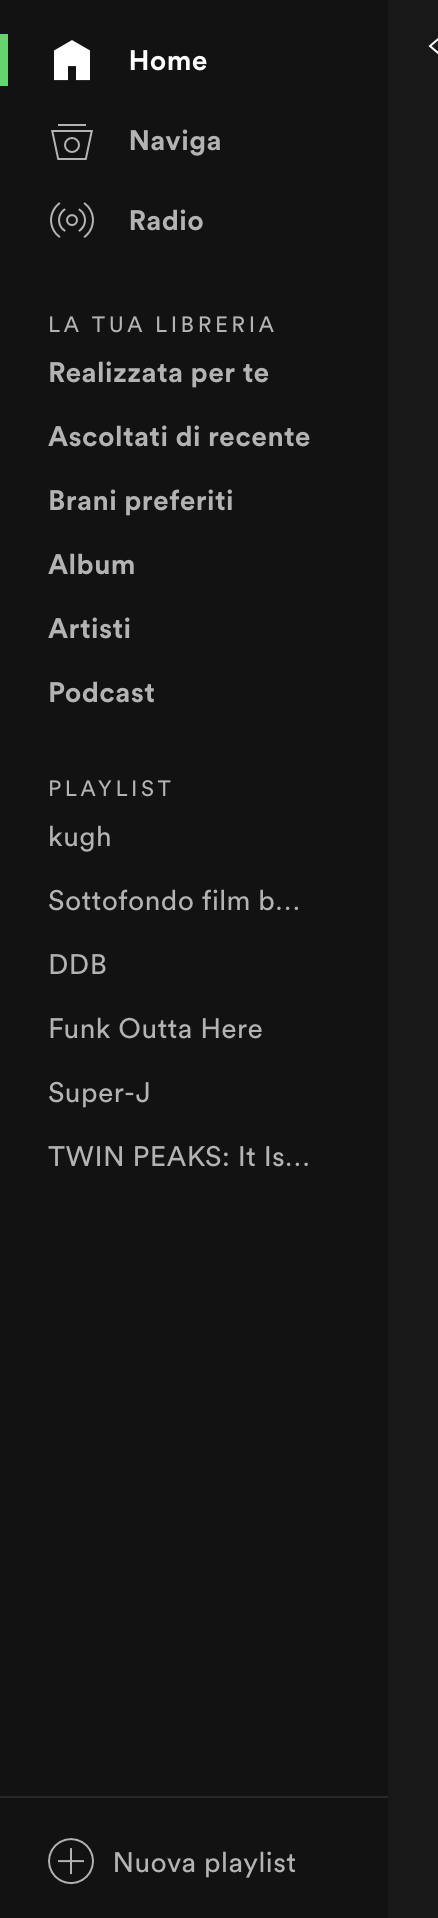 Home
Naviga
Radio
LA TUA LIBRERIA
Realizzata per te
Ascoltati di recente
Brani preferiti
Album
Artisti
Podcast
PLAYLIST
kugh
Sottofondo film b...
DDB
Funk Outta Here
Super-J
TWIN PEAKS: It Is...
Nuova playlist